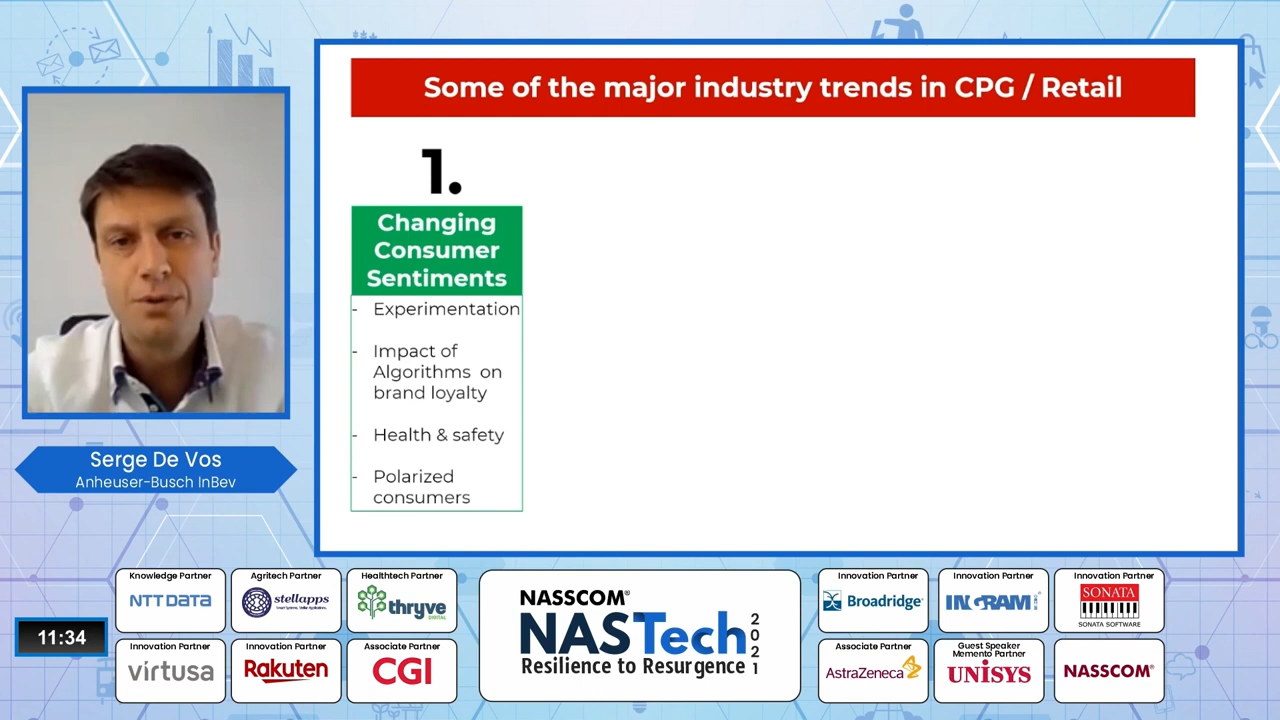 Some of the major industry trends in CPG / Retail
1.
Changing
Consumer
Sentiments
- Experimentation
- Impact of
Algorithms on
brand loyalty
- Health & safety
- Polarized
consumers
Serge De Vos
Anheuser-Busch InBev
11:34
Knowledge Partner
NTT DATA
Agritech Partner
stellapps
Healthtech Partner
thryve
DIGITAL
Innovation Partner
virtusa
Innovation Partner
Rakuten
Associate Partner
CGI
NASSCOM®
NASTech
2021
Resilience to Resurgence
Innovation Partner
Broadridge®
Innovation Partner
INGRAM
Innovation Partner
SONATA
SONATA SOFTWARE
Associate Partner
AstraZeneca
Guest Speaker
Memento Partner
UNiSYS
NASSCOM®